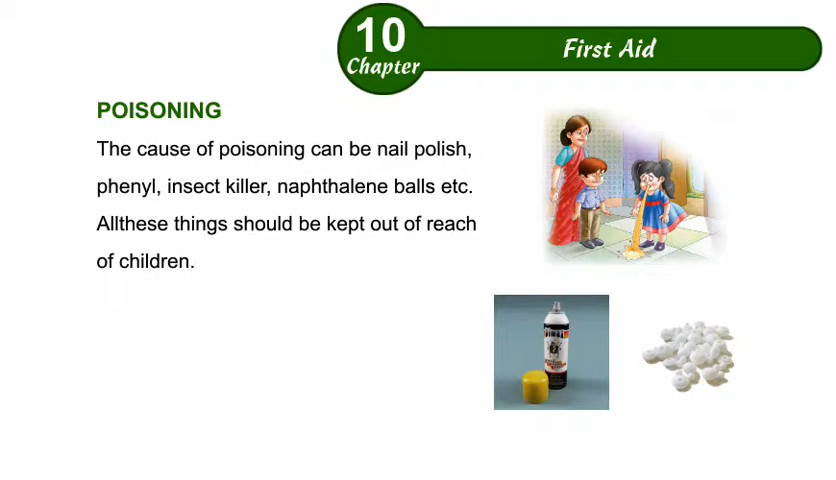 10
Chapter
First Aid
POISONING
The cause of poisoning can be nail polish,
phenyl, insect killer, naphthalene balls etc.
Allthese things should be kept out of reach
of children.